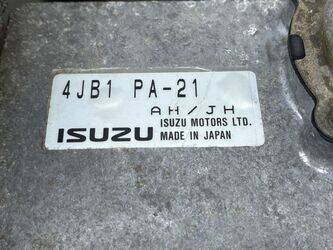 4JB1 PA-21
AH/JH
ISUZU MOTORS LTD.
ISUZU MADE IN JAPAN